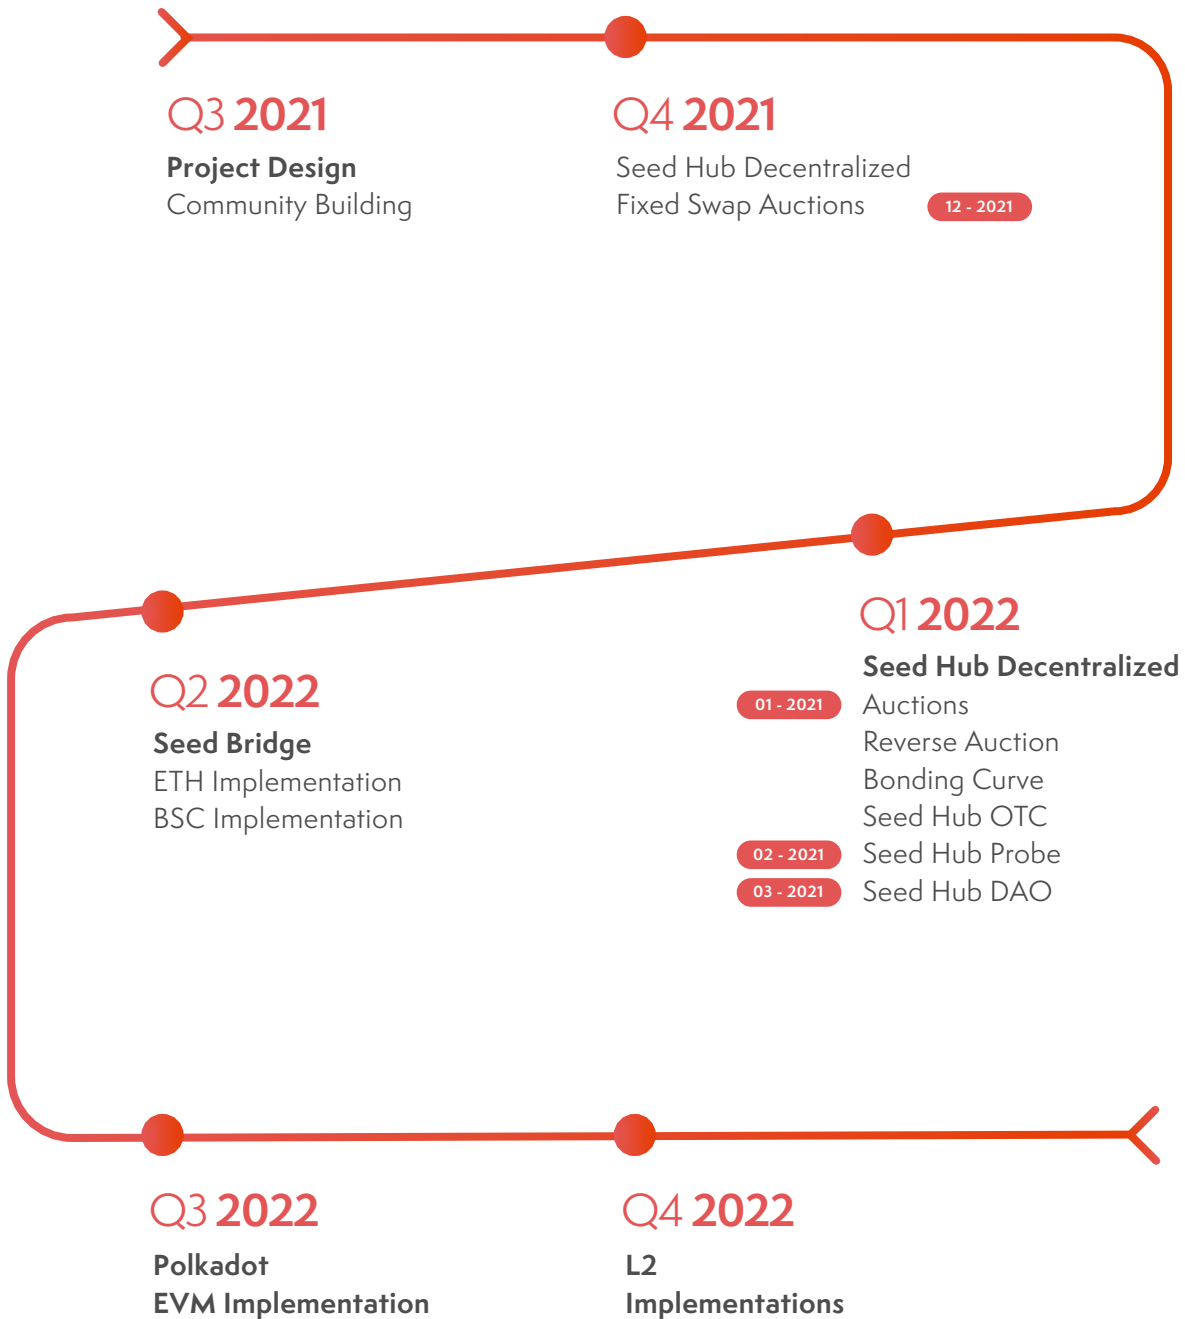 Q3 2021
Project Design
Community Building
Q4 2021
Seed Hub Decentralized
Fixed Swap Auctions 12 - 2021
Q1 2022
Seed Hub Decentralized
01 - 2021 Auctions
Reverse Auction
Bonding Curve
Seed Hub OTC
02 - 2021 Seed Hub Probe
03 - 2021 Seed Hub DAO
Q2 2022
Seed Bridge
ETH Implementation
BSC Implementation
Q3 2022
Polkadot
EVM Implementation
Q4 2022
L2
Implementations